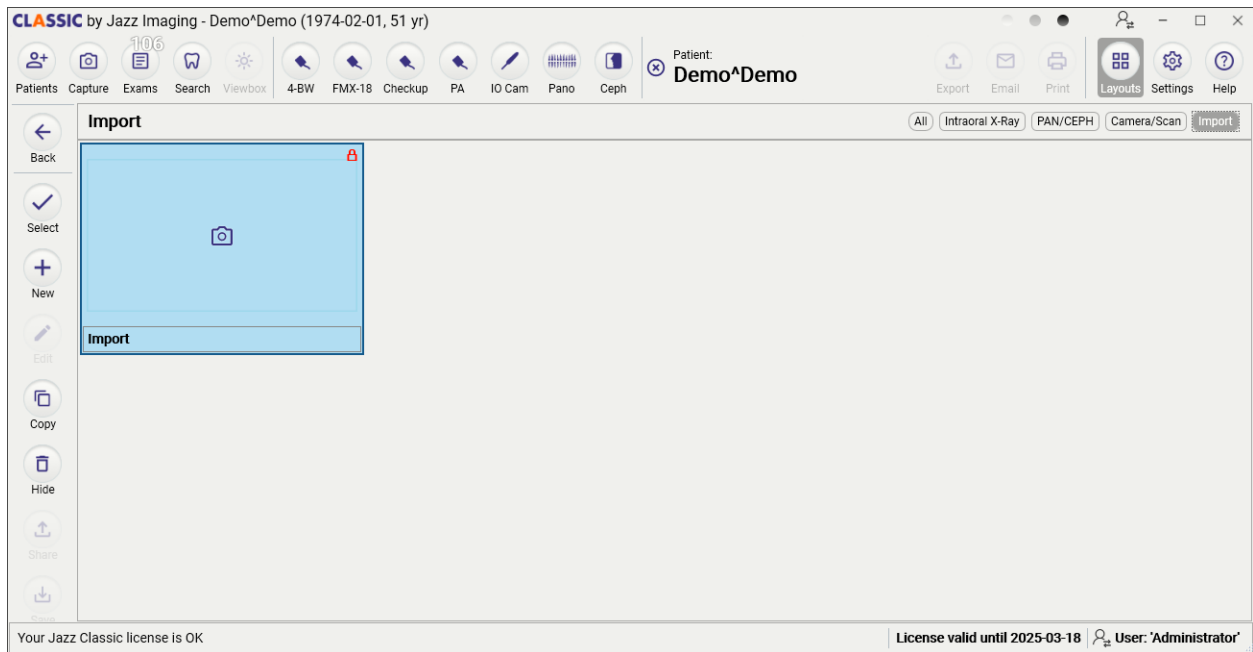 CLASSIC by Jazz Imaging - Demo^Demo (1974-02-01, 51 yr)
106
Patients Capture Exams Search Viewbox 4-BW FMX-18 Checkup PA IO Cam Pano Ceph
Patient:
Demo^Demo
Export Email Print Layouts Settings Help
Import
All Intraoral X-Ray PAN/CEPH Camera/Scan Import
Back
Select
New
Edit
Copy
Hide
Share
Save
Import
Your Jazz Classic license is OK
License valid until 2025-03-18 User: 'Administrator'